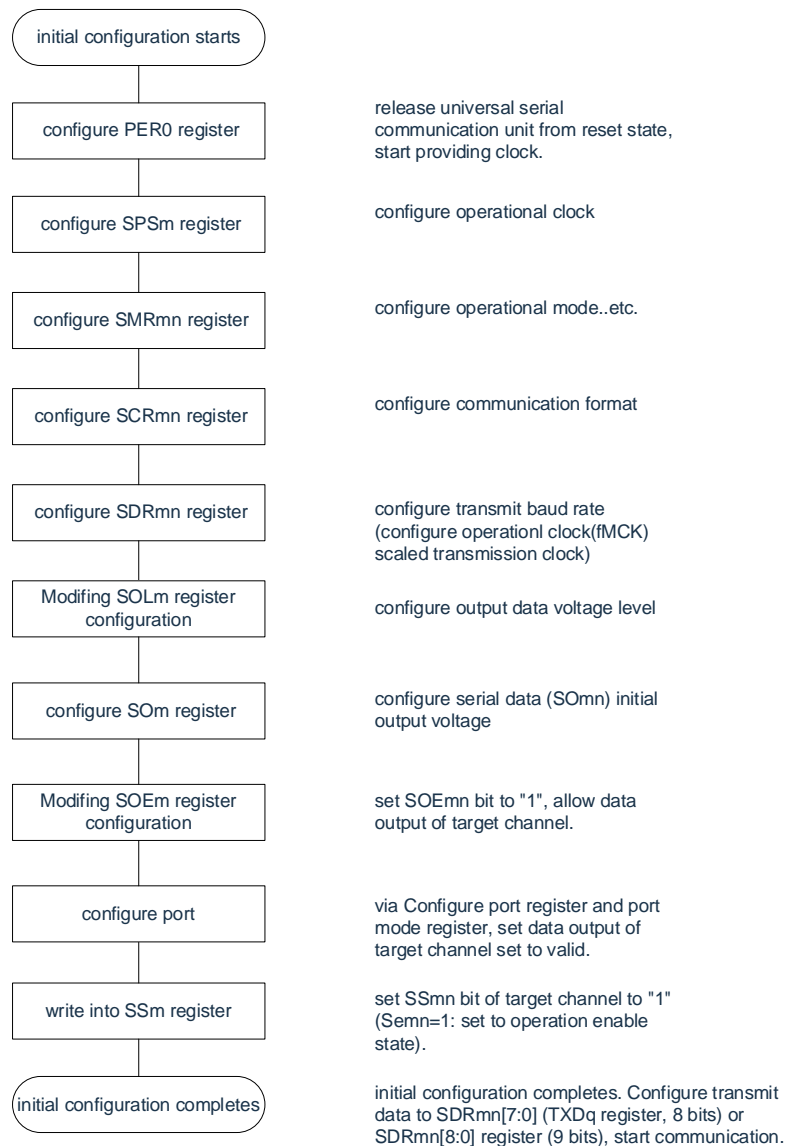 initial configuration starts
configure PER0 register
release universal serial
communication unit from reset state,
start providing clock.
configure SPSm register
configure operational clock
configure SMRmn register
configure operational mode..etc.
configure SCRmn register
configure communication format
configure SDRmn register
configure transmit baud rate
(configure operationl clock(fMCK)
scaled transmission clock)
Modifing SOLm register
configuration
configure output data voltage level
configure SOm register
configure serial data (SOmn) initial
output voltage
Modifing SOEm register
configuration
set SOEmn bit to "1", allow data
output of target channel.
configure port
via Configure port register and port
mode register, set data output of
target channel set to valid.
write into SSm register
set SSmn bit of target channel to "1"
(Semn=1: set to operation enable
state).
initial configuration completes
initial configuration completes. Configure transmit
data to SDRmn[7:0] (TXDq register, 8 bits) or
SDRmn[8:0] register (9 bits), start communication.